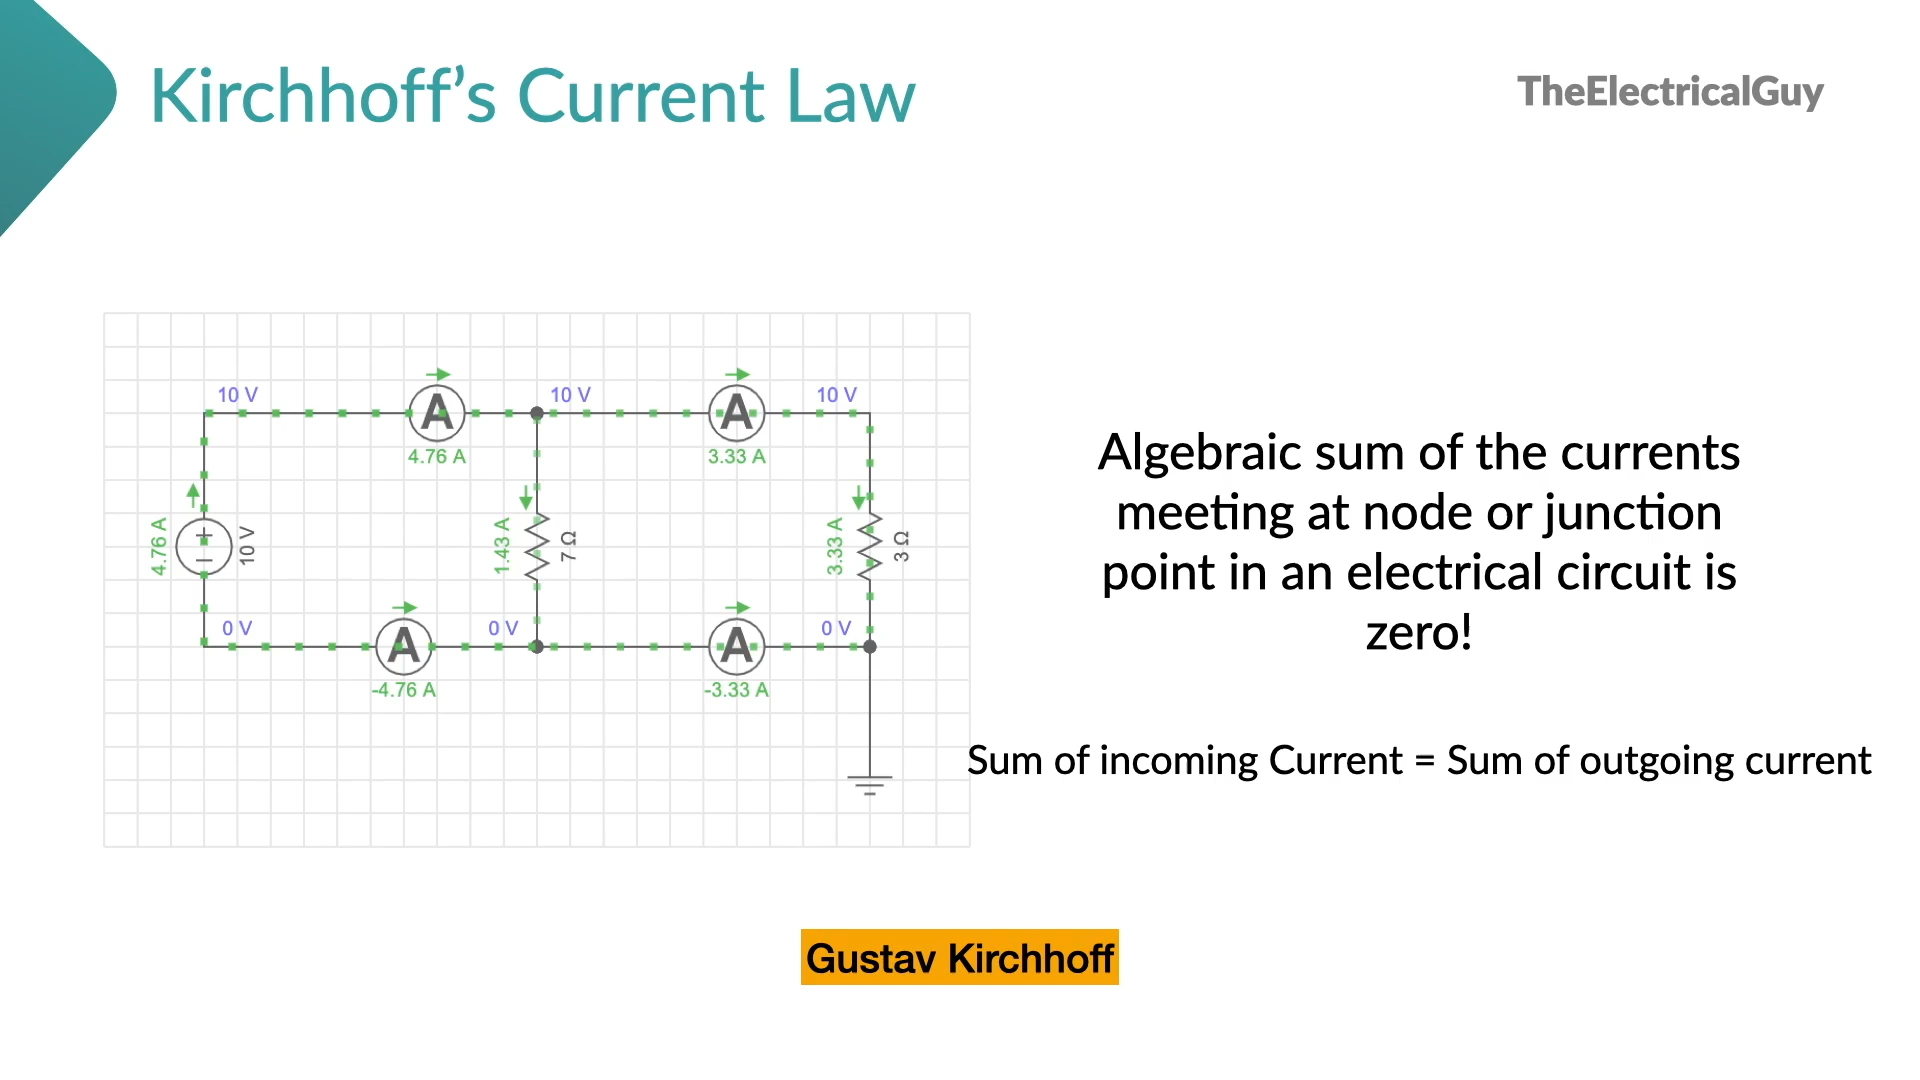 Kirchhoff's Current Law
TheElectricalGuy
10 V
10 V
10 V
A
A
4.76 A
3.33 A
4.76 A
+
−
10 V
1.43 A
7 Ω
3.33 A
3 Ω
0 V
0 V
0 V
A
A
-4.76 A
-3.33 A
Algebraic sum of the currents
meeting at node or junction
point in an electrical circuit is
zero!
Sum of incoming Current = Sum of outgoing current
Gustav Kirchhoff